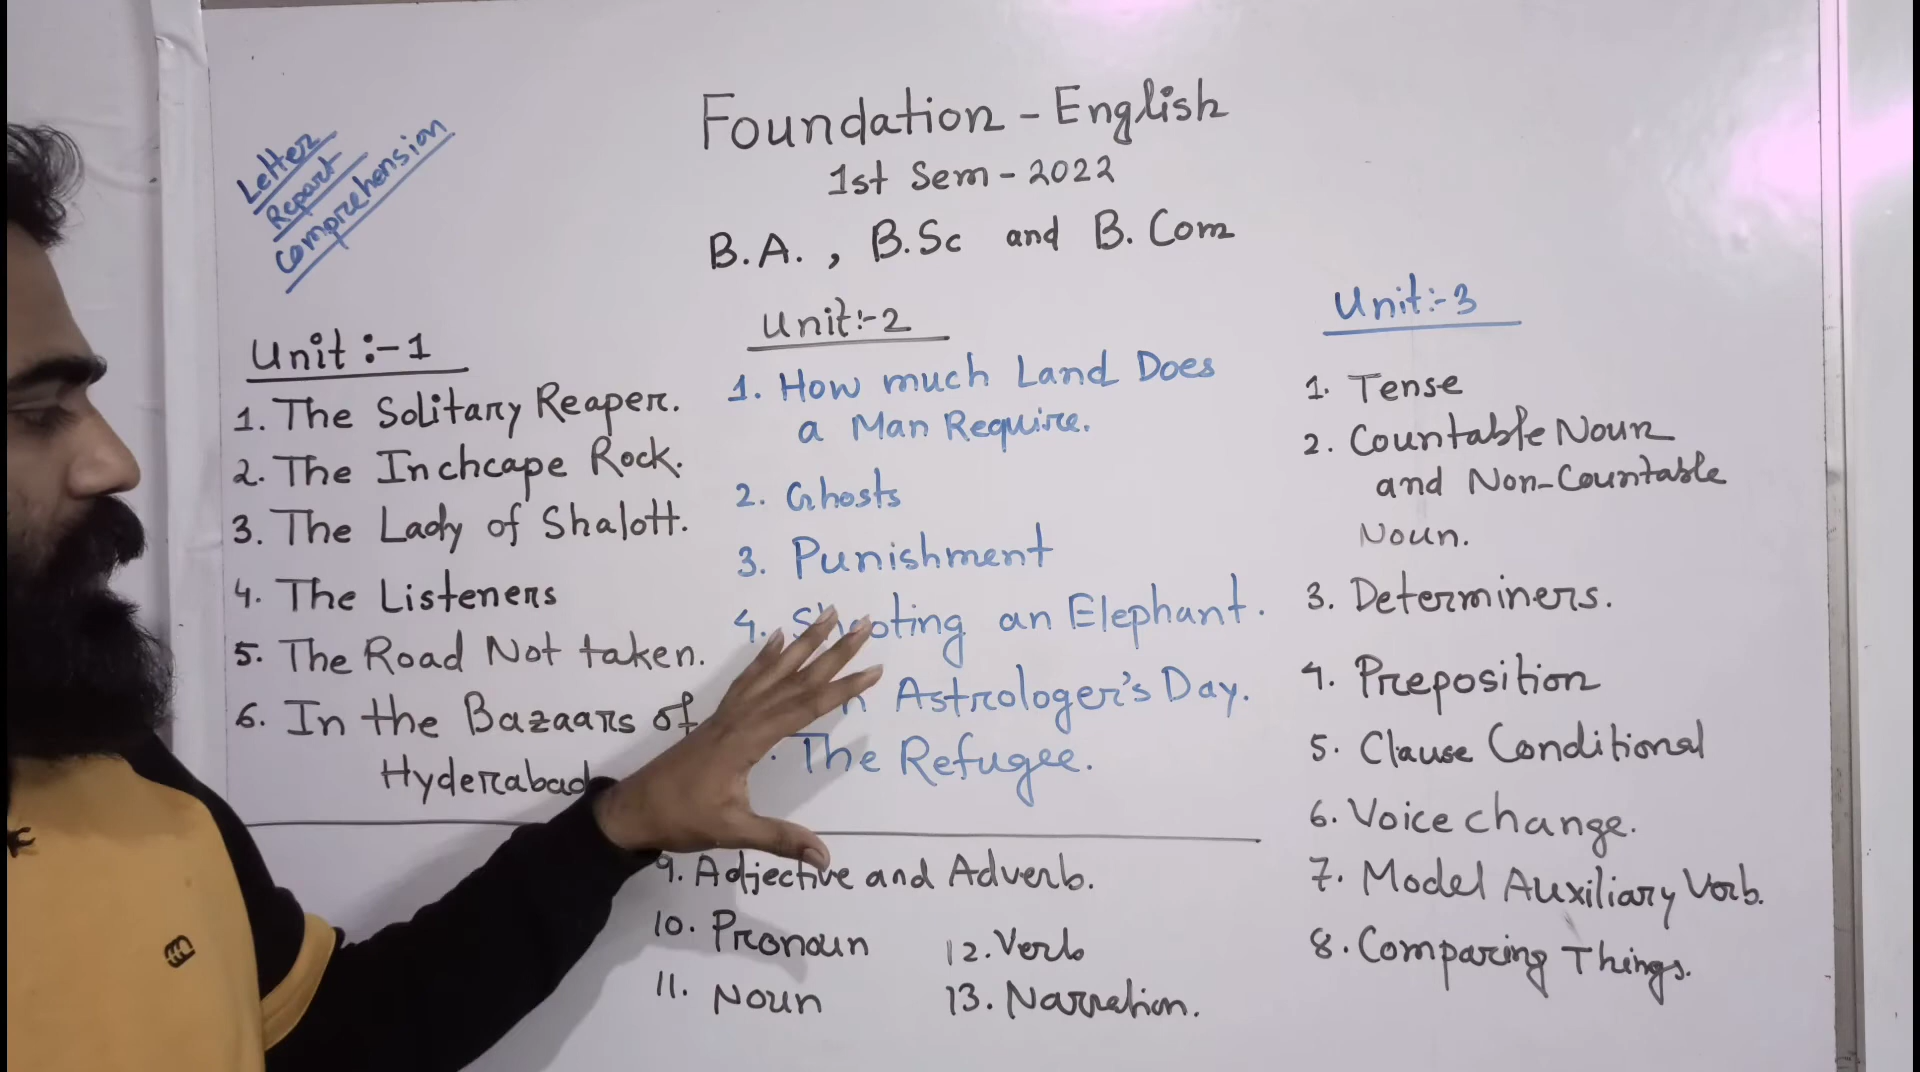 Letter
Report
Comprehension
Foundation - English
1st Sem - 2022
B.A. , B.Sc and B. Com
Unit :- 1
1. The Solitary Reaper.
2. The Inchcape Rock.
3. The Lady of Shalott.
4. The Listeners
5. The Road Not taken.
6. In the Bazaars of
Hyderabad
Unit:-2
1. How much Land Does
a Man Require.
2. Ghosts
3. Punishment
4. Shooting an Elephant.
Astrologer's Day.
The Refugee.
Unit:-3
1. Tense
2. Countable Noun
and Non-Countable
Noun.
3. Determiners.
4. Preposition
5. Clause Conditional
6. Voice change.
7. Model Auxiliary Verb.
8. Comparing Things.
9. Adjective and Adverb.
10. Pronoun
11. Noun
12. Verb
13. Narration.